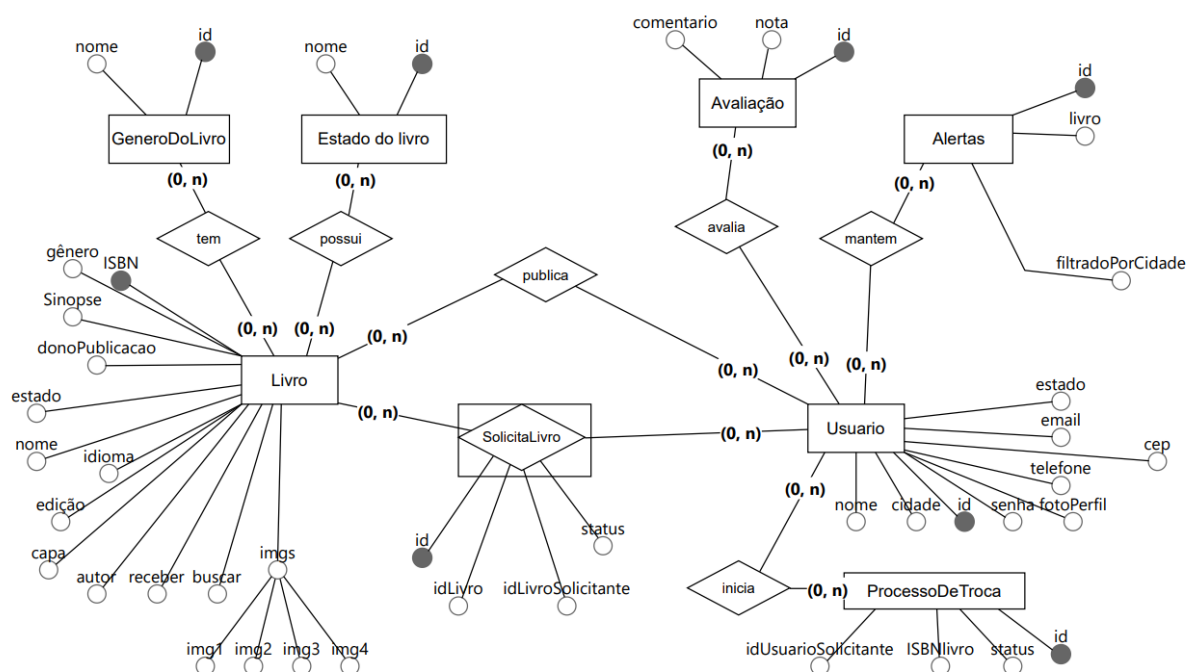 comentario
nota
id
nome
id
nome
id
id
livro
Avaliação
GeneroDoLivro
Estado do livro
Alertas
(0, n)
(0, n)
(0, n)
(0, n)
tem
possui
avalia
mantem
gênero
ISBN
publica
filtradoPorCidade
Sinopse
(0, n)
(0, n)
(0, n)
donoPublicacao
(0, n)
(0, n)
(0, n)
Livro
estado
(0, n)
estado
email
SolicitaLivro
(0, n)
Usuario
cep
nome
idioma
telefone
(0, n)
edição
nome
cidade
id
senha
fotoPerfil
status
id
capa
imgs
autor
receber
buscar
idLivro
idLivroSolicitante
inicia
(0, n)
ProcessoDeTroca
img1
img2
img3
img4
idUsuarioSolicitante
ISBNlivro
status
id